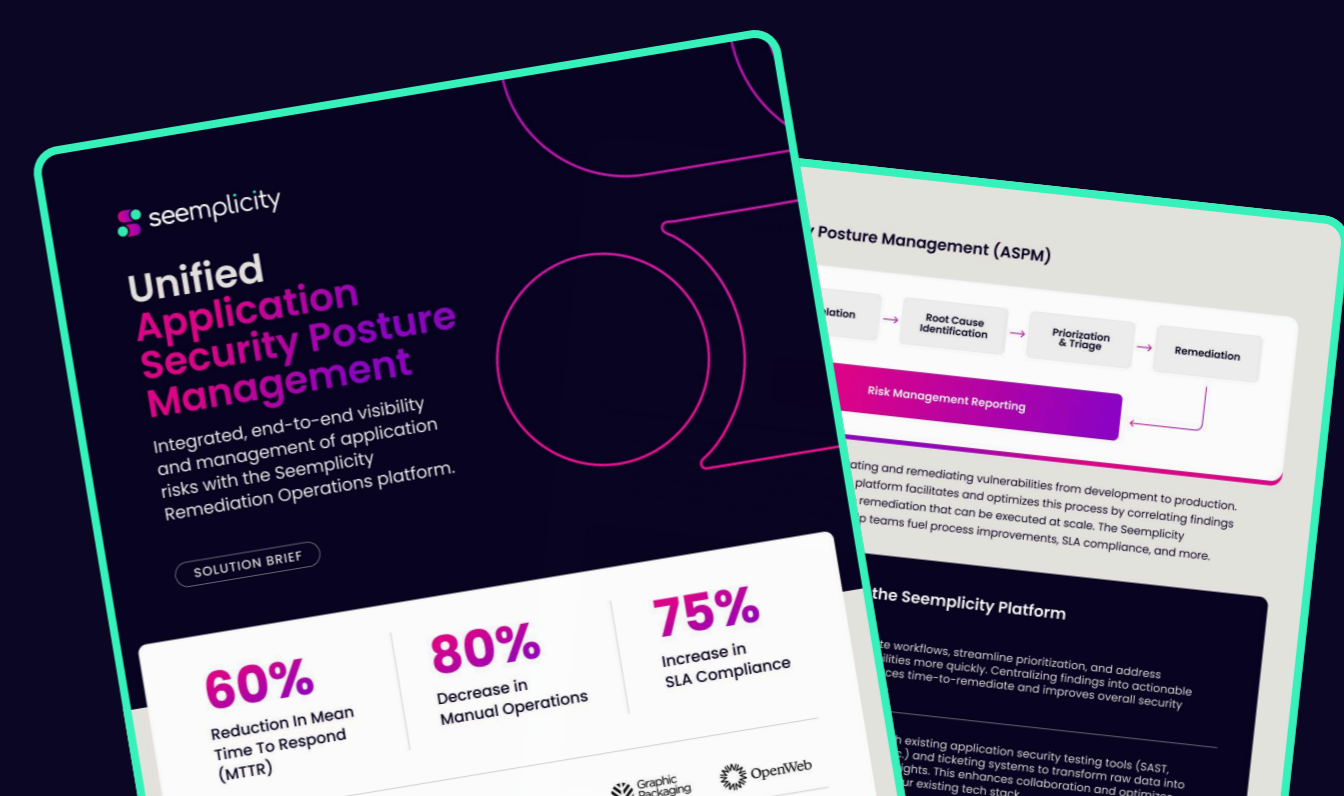 seemplicity
Unified
Application
Security Posture
Management
Integrated, end-to-end visibility
and management of application
risks with the Seemplicity
Remediation Operations platform.
SOLUTION BRIEF
60%
Reduction In Mean
Time To Respond
(MTTR)
80%
Decrease in
Manual Operations
75%
Increase in
SLA Compliance
Graphic
Packaging
OpenWeb
Posture Management (ASPM)
Root Cause
Identification
Priorization
& Triage
Remediation
Risk Management Reporting
and remediating vulnerabilities from development to production.
platform facilitates and optimizes this process by correlating findings
remediation that can be executed at scale. The Seemplicity
teams fuel process improvements, SLA compliance, and more.
the Seemplicity Platform
workflows, streamline prioritization, and address
more quickly. Centralizing findings into actionable
time-to-remediate and improves overall security
existing application security testing tools (SAST,
and ticketing systems to transform raw data into
This enhances collaboration and
existing tech stack